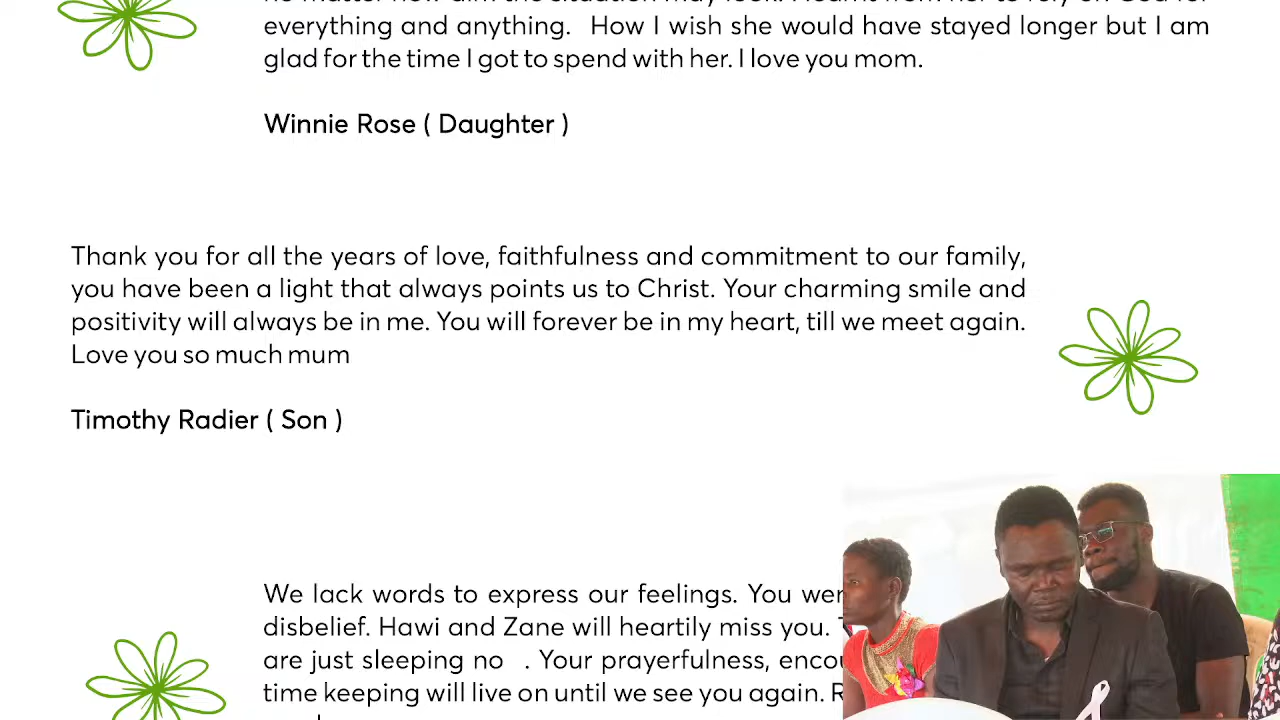 everything and anything. How I wish she would have stayed longer but I am
glad for the time I got to spend with her. I love you mom.
Winnie Rose ( Daughter )
Thank you for all the years of love, faithfulness and commitment to our family,
you have been a light that always points us to Christ. Your charming smile and
positivity will always be in me. You will forever be in my heart, till we meet again.
Love you so much mum
Timothy Radier ( Son )
We lack words to express our feelings. You
disbelief. Hawi and Zane will heartily miss you.
are just sleeping no . Your prayerfulness,
time keeping will live on until we see you again.